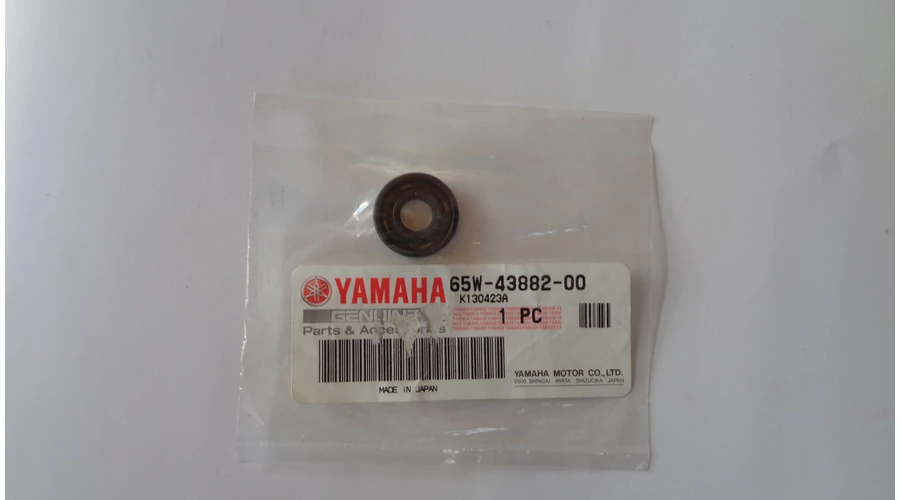 YAMAHA 65W-43882-00
K130423A
GENUINE
Parts & Accessories
1 PC
YAMAHA MOTOR CO.,LTD.
2500 SHINGAI IWATA SHIZUOKA JAPAN
MADE IN JAPAN